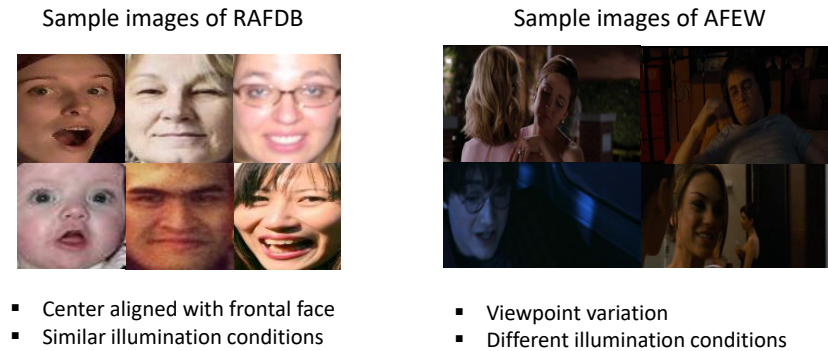 Sample images of RAFDB
Sample images of AFEW
▪ Center aligned with frontal face
▪ Similar illumination conditions
▪ Viewpoint variation
▪ Different illumination conditions